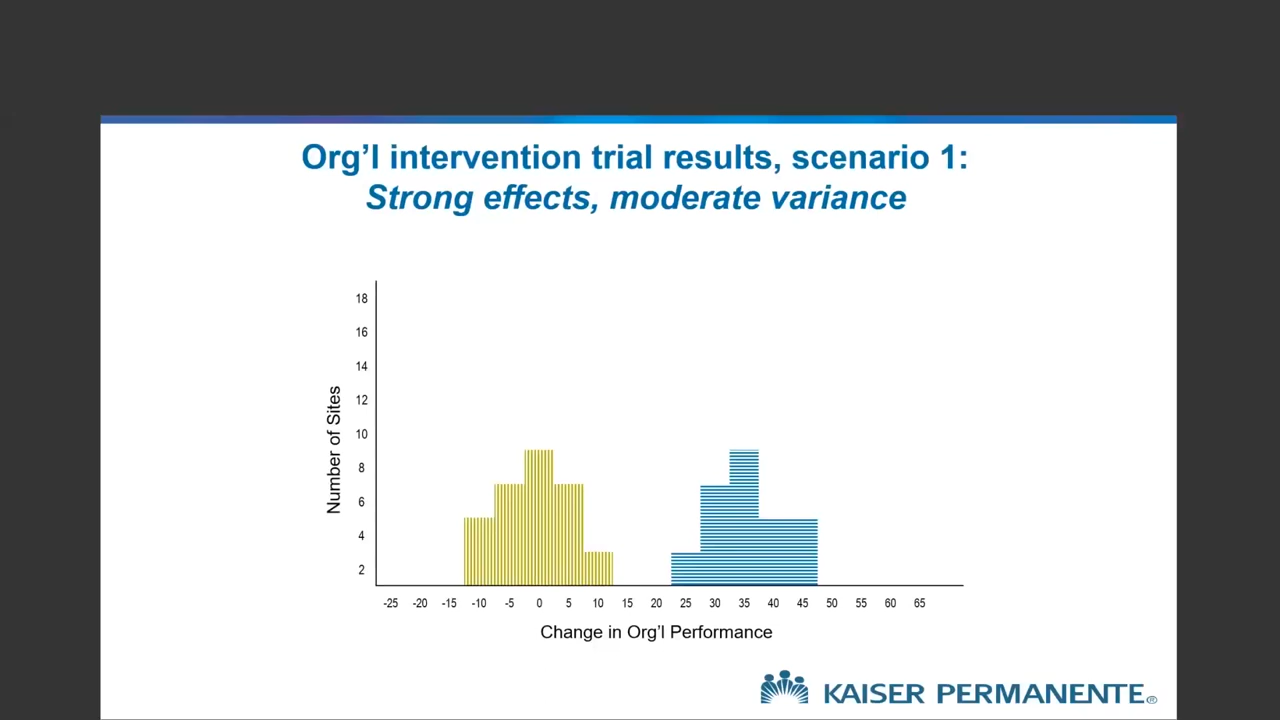 Org'l intervention trial results, scenario 1:
Strong effects, moderate variance
18
16
14
12
10
8
6
4
2
Number of Sites
-25 -20 -15 -10 -5 0 5 10 15 20 25 30 35 40 45 50 55 60 65
Change in Org'l Performance
KAISER PERMANENTE®